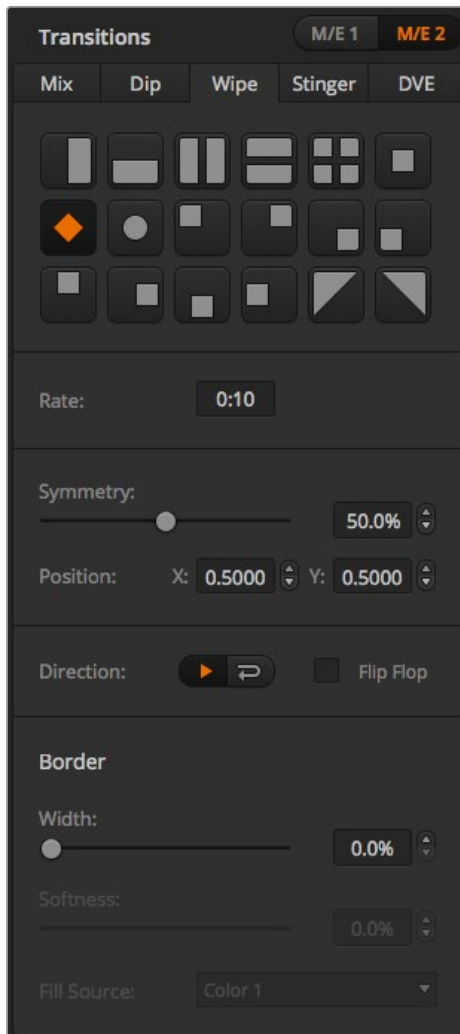 Transitions M/E 1 M/E 2
Mix Dip Wipe Stinger DVE
Rate: 0:10
Symmetry:
50.0%
Position: X: 0.5000 Y: 0.5000
Direction: Flip Flop
Border
Width:
0.0%
Softness:
0.0%
Fill Source: Color 1